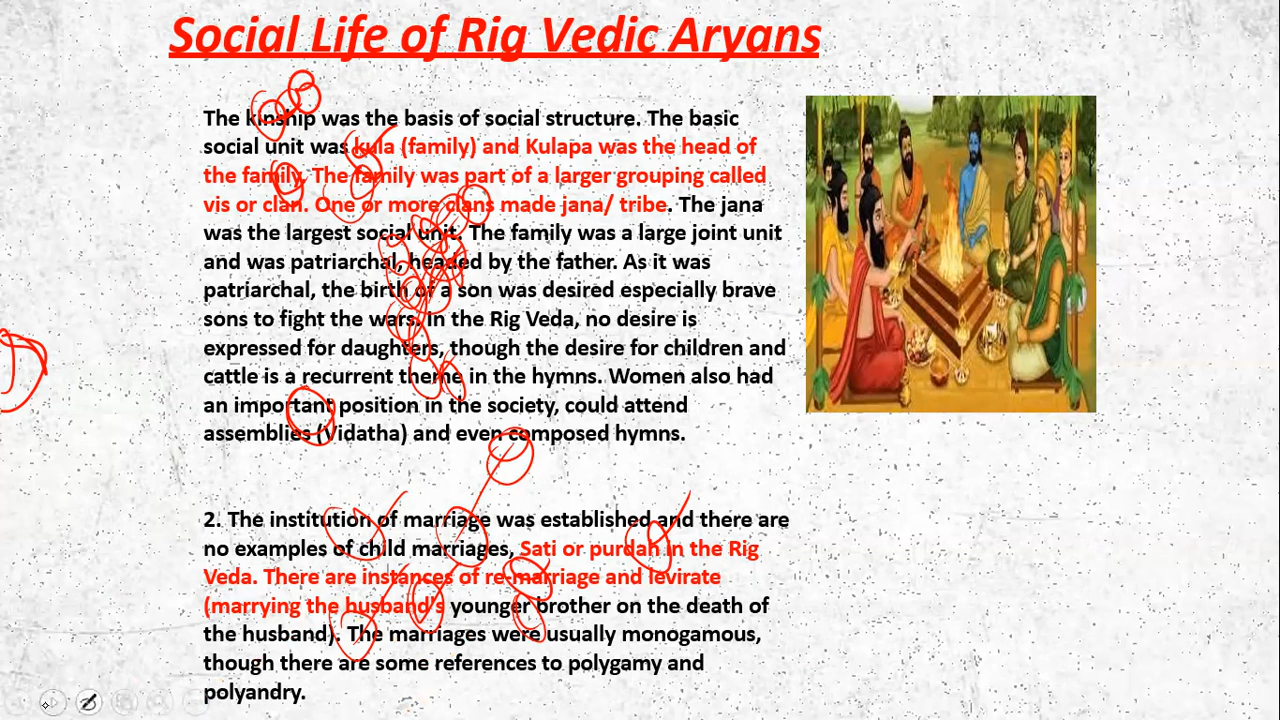 Social Life of Rig Vedic Aryans
The kinship was the basis of social structure. The basic
social unit was kula (family) and Kulapa was the head of
the family. The family was part of a larger grouping called
vis or clan. One or more clans made jana/ tribe. The jana
was the largest social unit. The family was a large joint unit
and was patriarchal, headed by the father. As it was
patriarchal, the birth of a son was desired especially brave
sons to fight the wars. In the Rig Veda, no desire is
expressed for daughters, though the desire for children and
cattle is a recurrent theme in the hymns. Women also had
an important position in the society, could attend
assemblies (Vidatha) and even composed hymns.
2. The institution of marriage was established and there are
no examples of child marriages, Sati or purdah in the Rig
Veda. There are instances of re-marriage and levirate
(marrying the husband's younger brother on the death of
the husband). The marriages were usually monogamous,
though there are some references to polygamy and
polyandry.